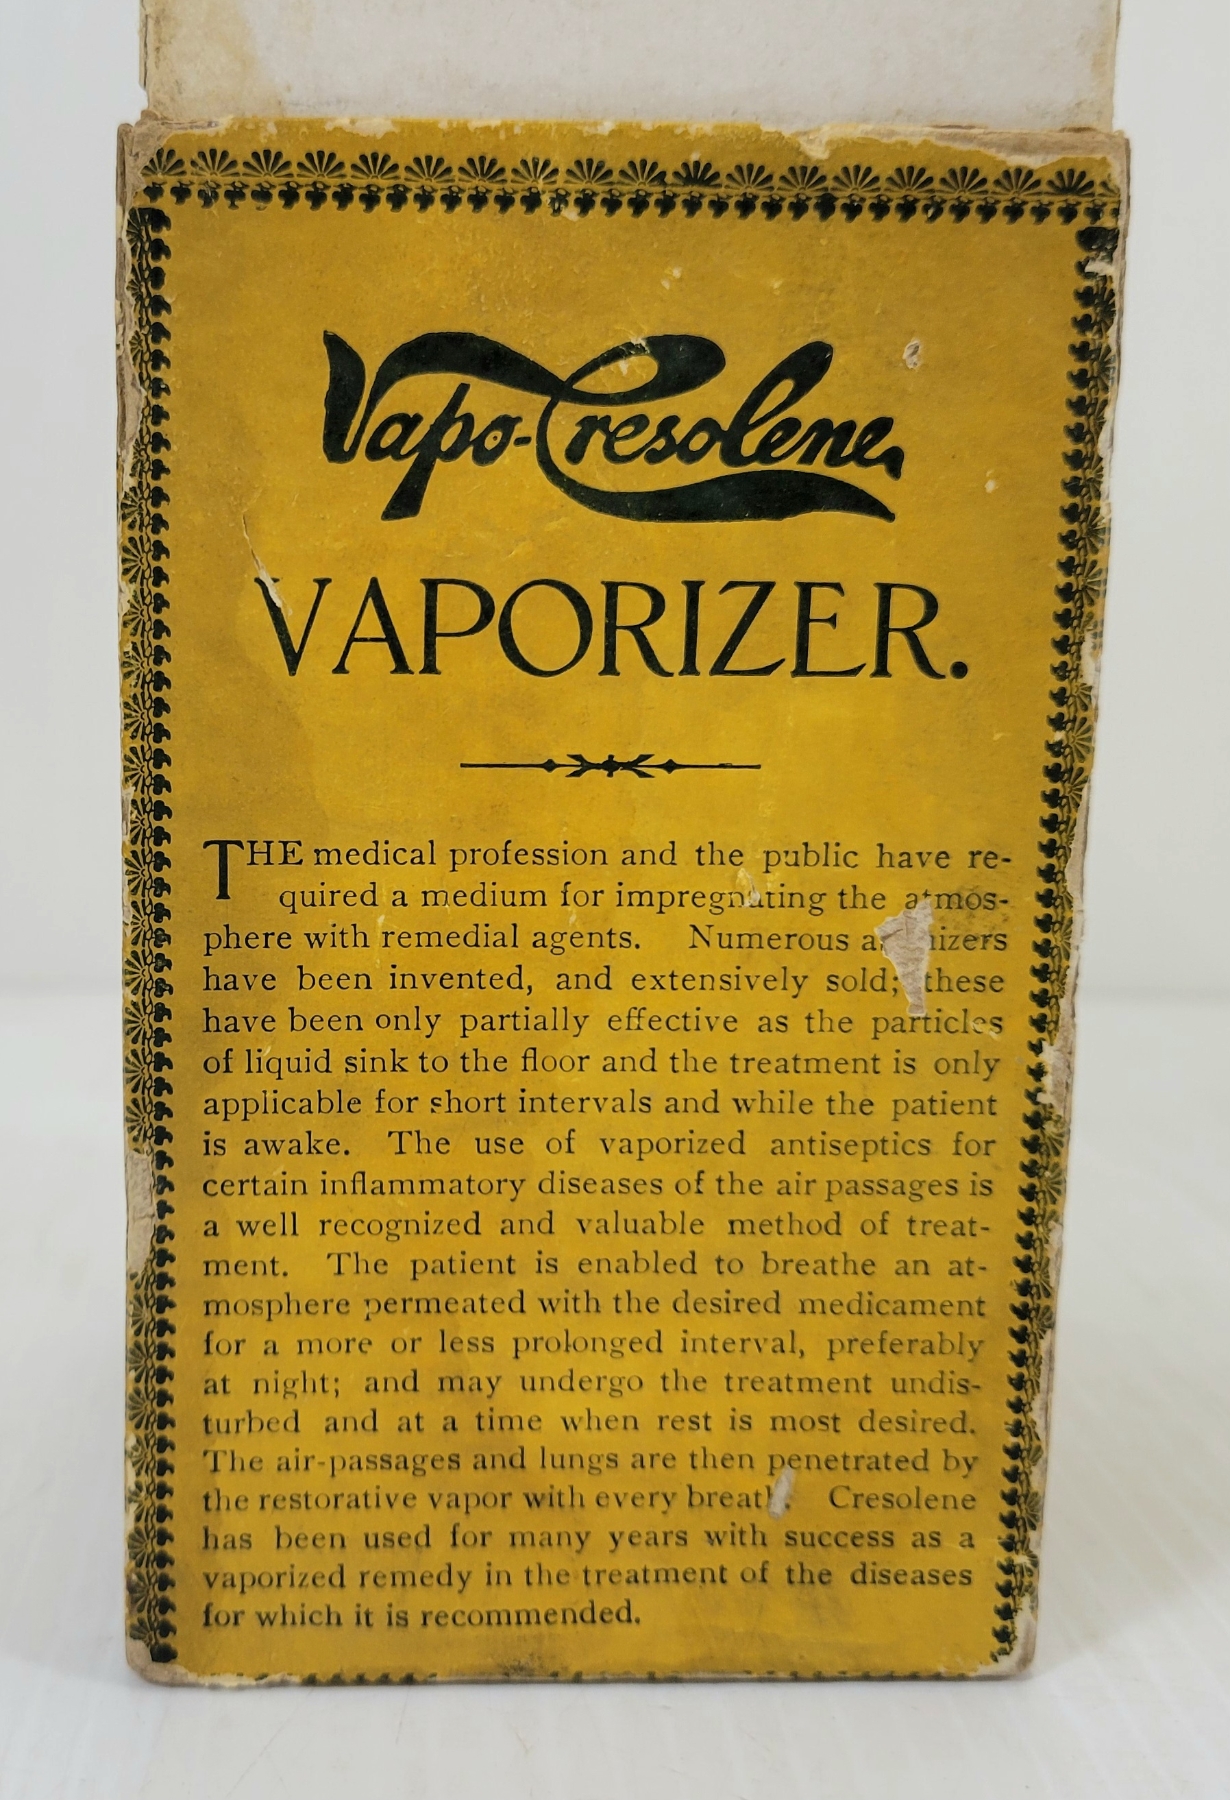 Vapo-Cresolene
VAPORIZER.
THE medical profession and the public have re-
quired a medium for impregnating the atmos-
phere with remedial agents. Numerous
have been invented, and extensively sold; these
have been only partially effective as the particles
of liquid sink to the floor and the treatment is only
applicable for short intervals and while the patient
is awake. The use of vaporized antiseptics for
certain inflammatory diseases of the air passages is
a well recognized and valuable method of treat-
ment. The patient is enabled to breathe an at-
mosphere permeated with the desired medicament
for a more or less prolonged interval, preferably
at night; and may undergo the treatment undis-
turbed and at a time when rest is most desired.
The air-passages and lungs are then penetrated by
the restorative vapor with every breath. Cresolene
has been used for many years with success as a
vaporized remedy in the treatment of the diseases
for which it is recommended.